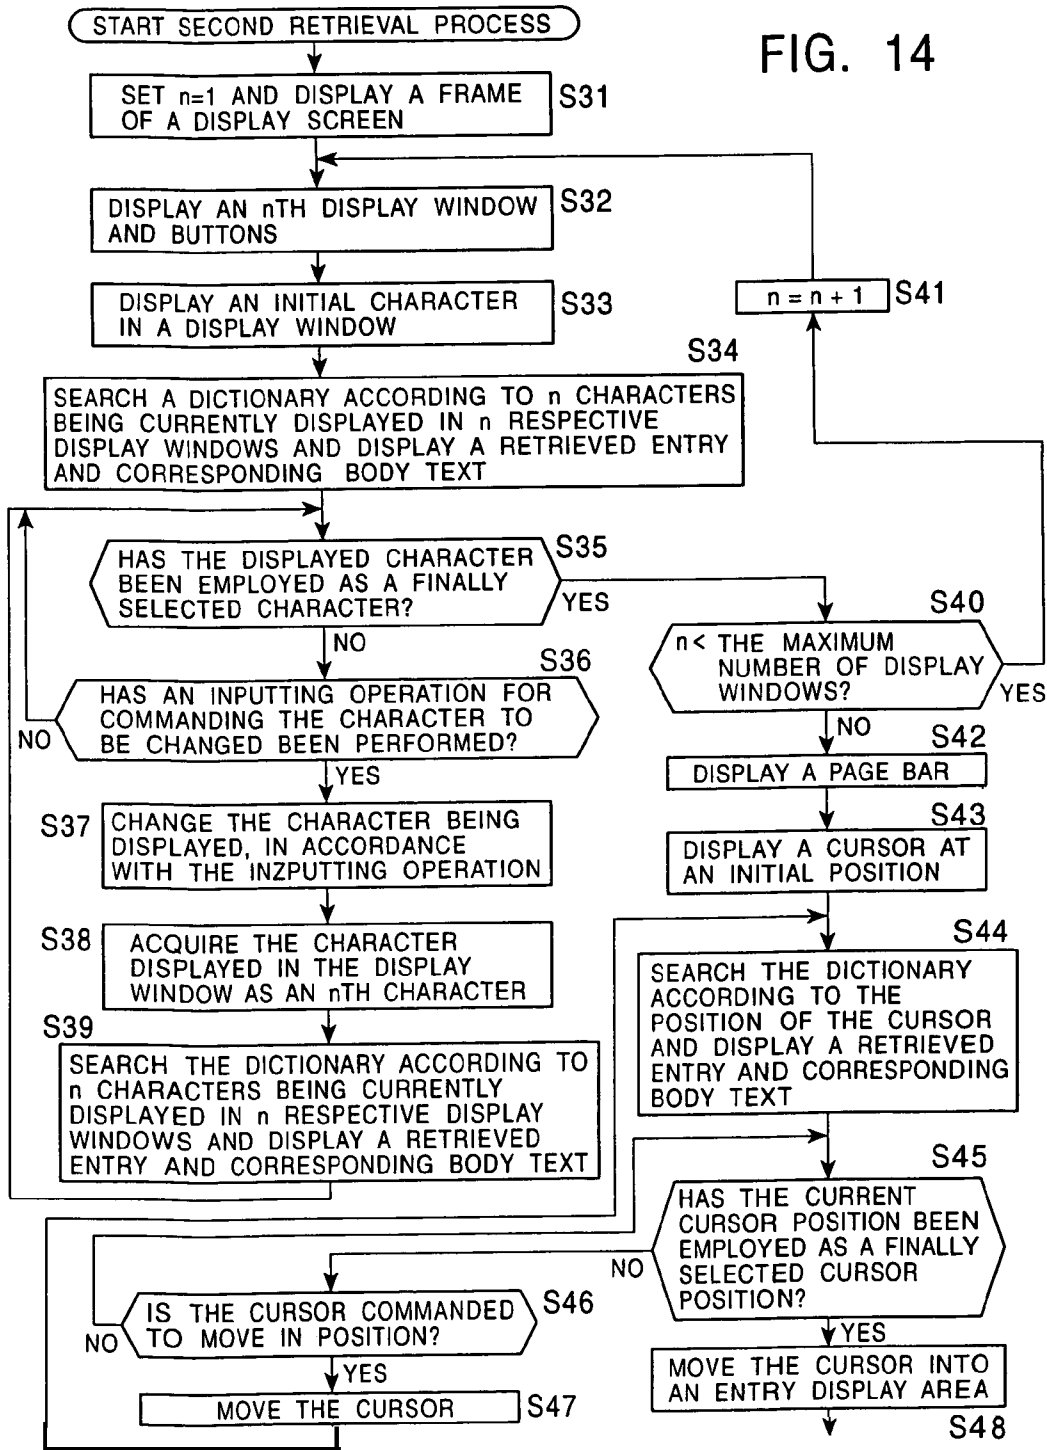 START SECOND RETRIEVAL PROCESS
FIG. 14
SET n=1 AND DISPLAY A FRAME
OF A DISPLAY SCREEN
S31
DISPLAY AN nTH DISPLAY WINDOW
AND BUTTONS
S32
DISPLAY AN INITIAL CHARACTER
IN A DISPLAY WINDOW
S33
n = n + 1
S41
S34
SEARCH A DICTIONARY ACCORDING TO n CHARACTERS
BEING CURRENTLY DISPLAYED IN n RESPECTIVE
DISPLAY WINDOWS AND DISPLAY A RETRIEVED ENTRY
AND CORRESPONDING BODY TEXT
HAS THE DISPLAYED CHARACTER
BEEN EMPLOYED AS A FINALLY
SELECTED CHARACTER?
S35
YES
NO
S36
HAS AN INPUTTING OPERATION FOR
COMMANDING THE CHARACTER TO
BE CHANGED BEEN PERFORMED?
NO
YES
S37
CHANGE THE CHARACTER BEING
DISPLAYED, IN ACCORDANCE
WITH THE INZPUTTING OPERATION
S38
ACQUIRE THE CHARACTER
DISPLAYED IN THE DISPLAY
WINDOW AS AN nTH CHARACTER
S39
SEARCH THE DICTIONARY ACCORDING TO
n CHARACTERS BEING CURRENTLY
DISPLAYED IN n RESPECTIVE DISPLAY
WINDOWS AND DISPLAY A RETRIEVED
ENTRY AND CORRESPONDING BODY TEXT
S40
n < THE MAXIMUM
NUMBER OF DISPLAY
WINDOWS?
YES
NO
S42
DISPLAY A PAGE BAR
S43
DISPLAY A CURSOR AT
AN INITIAL POSITION
S44
SEARCH THE DICTIONARY
ACCORDING TO THE
POSITION OF THE CURSOR
AND DISPLAY A RETRIEVED
ENTRY AND CORRESPONDING
BODY TEXT
S45
HAS THE CURRENT
CURSOR POSITION BEEN
EMPLOYED AS A FINALLY
SELECTED CURSOR
POSITION?
NO
YES
IS THE CURSOR COMMANDED
TO MOVE IN POSITION?
S46
NO
YES
MOVE THE CURSOR
S47
MOVE THE CURSOR INTO
AN ENTRY DISPLAY AREA
S48